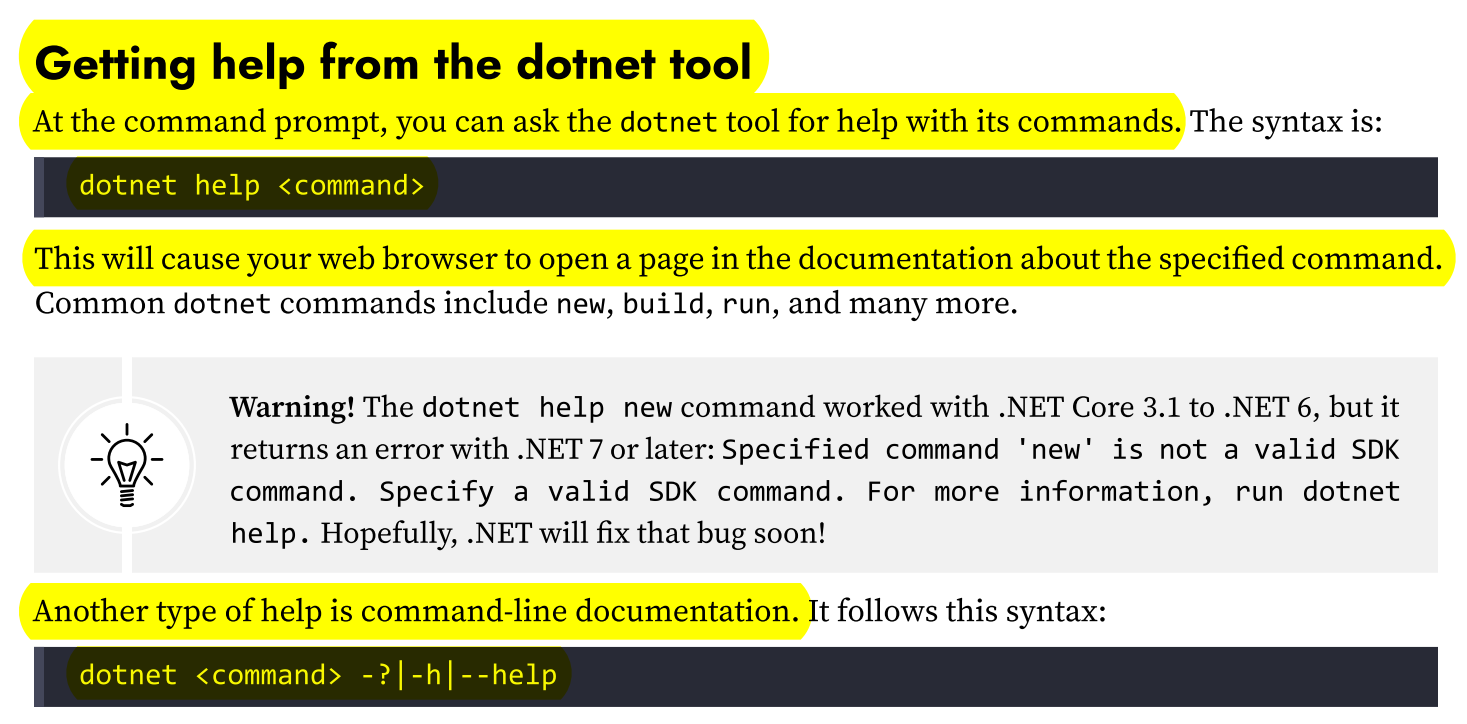 Getting help from the dotnet tool
At the command prompt, you can ask the dotnet tool for help with its commands. The syntax is:
dotnet help <command>
This will cause your web browser to open a page in the documentation about the specified command.
Common dotnet commands include new, build, run, and many more.
Warning! The dotnet help new command worked with .NET Core 3.1 to .NET 6, but it
returns an error with .NET 7 or later: Specified command 'new' is not a valid SDK
command. Specify a valid SDK command. For more information, run dotnet
help. Hopefully, .NET will fix that bug soon!
Another type of help is command-line documentation. It follows this syntax:
dotnet <command> -?|-h|--help